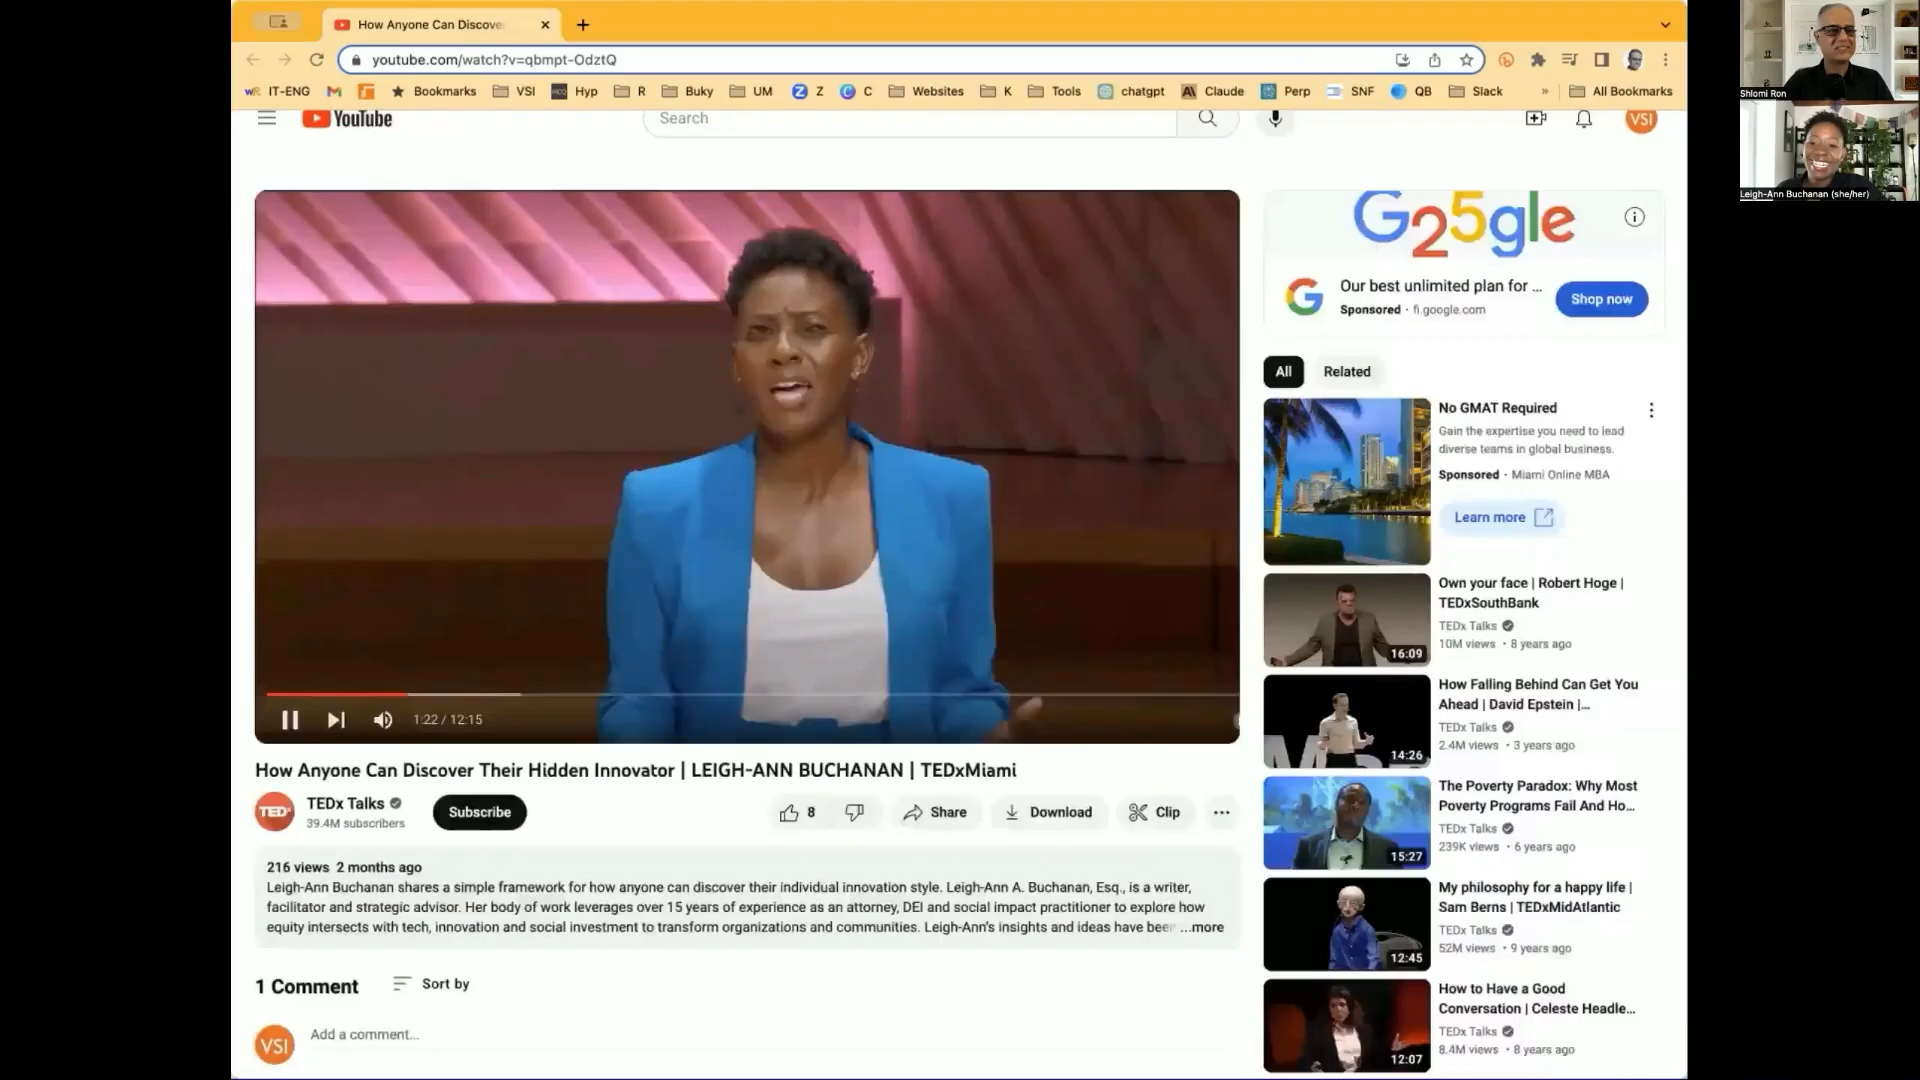 How Anyone Can Discove
youtube.com/watch?v=qbmpt-OdztQ
IT-ENG
Bookmarks
VSI
Hyp
R
Buky
UM
Z
C
Websites
K
Tools
chatgpt
Claude
Perp
SNF
QB
Slack
»
All Bookmarks
YouTube
Search
VSI
Shlomi Ron
Leigh-Ann Buchanan (she/her)
1:22 / 12:15
How Anyone Can Discover Their Hidden Innovator | LEIGH-ANN BUCHANAN | TEDxMiami
TEDx Talks
39.4M subscribers
Subscribe
8
Share
Download
Clip
216 views 2 months ago
Leigh-Ann Buchanan shares a simple framework for how anyone can discover their individual innovation style. Leigh-Ann A. Buchanan, Esq., is a writer,
facilitator and strategic advisor. Her body of work leverages over 15 years of experience as an attorney, DEI and social impact practitioner to explore how
equity intersects with tech, innovation and social investment to transform organizations and communities. Leigh-Ann's insights and ideas have been ...more
1 Comment
Sort by
VSI
Add a comment...
G25gle
Our best unlimited plan for ...
Sponsored · fi.google.com
Shop now
All
Related
No GMAT Required
Gain the expertise you need to lead
diverse teams in global business.
Sponsored · Miami Online MBA
Learn more
16:09
Own your face | Robert Hoge |
TEDxSouthBank
TEDx Talks
10M views · 8 years ago
14:26
How Falling Behind Can Get You
Ahead | David Epstein |...
TEDx Talks
2.4M views · 3 years ago
15:27
The Poverty Paradox: Why Most
Poverty Programs Fail And Ho...
TEDx Talks
239K views · 6 years ago
12:45
My philosophy for a happy life |
Sam Berns | TEDxMidAtlantic
TEDx Talks
52M views · 9 years ago
12:07
How to Have a Good
Conversation | Celeste Headle...
TEDx Talks
8.4M views · 8 years ago